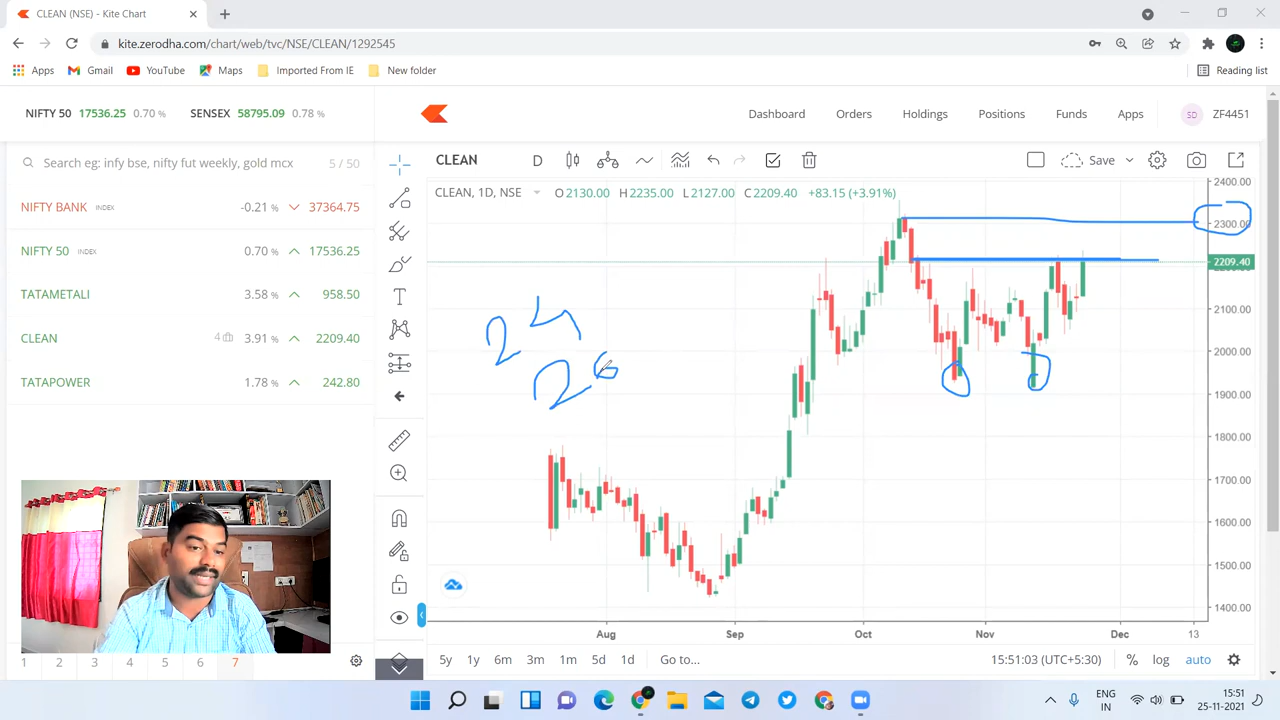 CLEAN (NSE) - Kite Chart
kite.zerodha.com/chart/web/tvc/NSE/CLEAN/1292545
Apps Gmail YouTube Maps Imported From IE New folder Reading list
NIFTY 50 17536.25 0.70 % SENSEX 58795.09 0.78 %
Dashboard Orders Holdings Positions Funds Apps SD ZF4451
Search eg: infy bse, nifty fut weekly, gold mcx 5 / 50
CLEAN D Save
NIFTY BANK INDEX -0.21 % 37364.75
NIFTY 50 INDEX 0.70 % 17536.25
TATAMETALI 3.58 % 958.50
CLEAN 4 3.91 % 2209.40
TATAPOWER 1.78 % 242.80
CLEAN, 1D, NSE O2130.00 H2235.00 L2127.00 C2209.40 +83.15 (+3.91%)
2400.00
2300.00
2209.40
2100.00
2000.00
1900.00
1800.00
1700.00
1600.00
1500.00
1400.00
24
26
Aug Sep Oct Nov Dec 13
1 2 3 4 5 6 7
5y 1y 6m 3m 1m 5d 1d Go to... 15:51:03 (UTC+5:30) % log auto
ENG
IN
15:51
25-11-2021